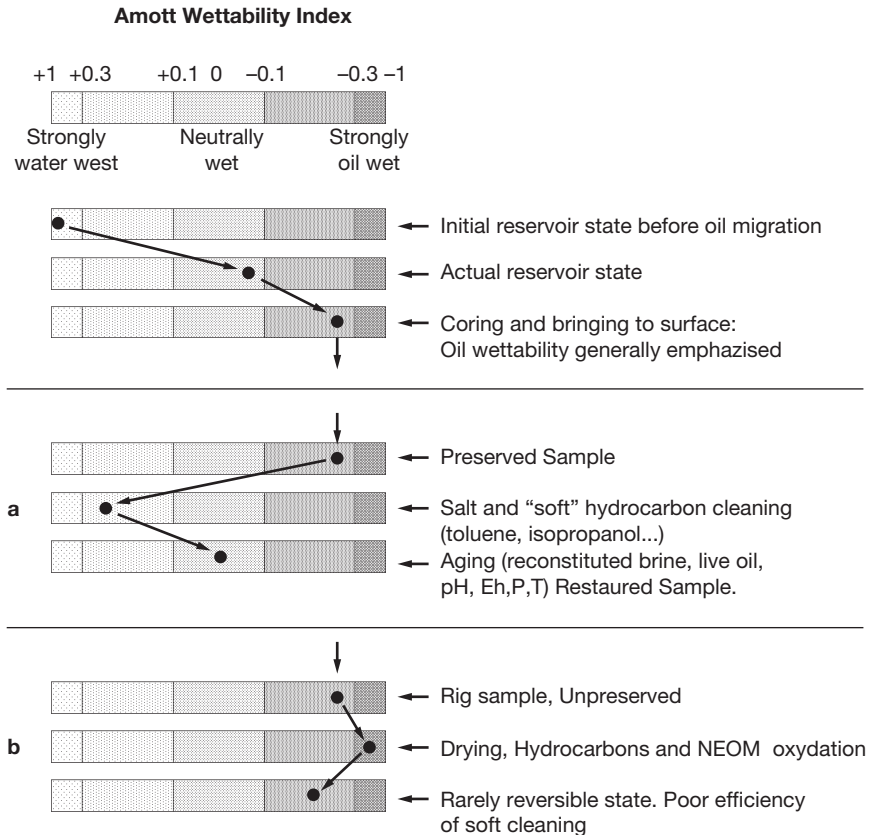 Amott Wettability Index
+1 +0.3 +0.1 0 −0.1 −0.3 −1
Strongly water west
Neutrally wet
Strongly oil wet
Initial reservoir state before oil migration
Actual reservoir state
Coring and bringing to surface:
Oil wettability generally emphazised
Preserved Sample
a
Salt and “soft” hydrocarbon cleaning
(toluene, isopropanol...)
Aging (reconstituted brine, live oil,
pH, Eh,P,T) Restaured Sample.
Rig sample, Unpreserved
b
Drying, Hydrocarbons and NEOM oxydation
Rarely reversible state. Poor efficiency
of soft cleaning